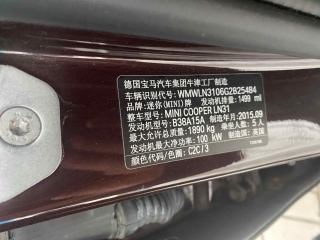 德国宝马汽车集团牛津工厂制造
车辆识别代号: WMWLN3106G2B25484
品牌:迷你(MINI)牌 发动机排量: 1499 ml
整车型号: MINI COOPER LN31
发动机型号: B38A15A 制造年月: 2015.09
最大允许总质量: 1890 kg 乘坐人数: 5 人
发动机最大净功率: 100 kW 制造国: 英国
颜色代码/色圈: C2C/3